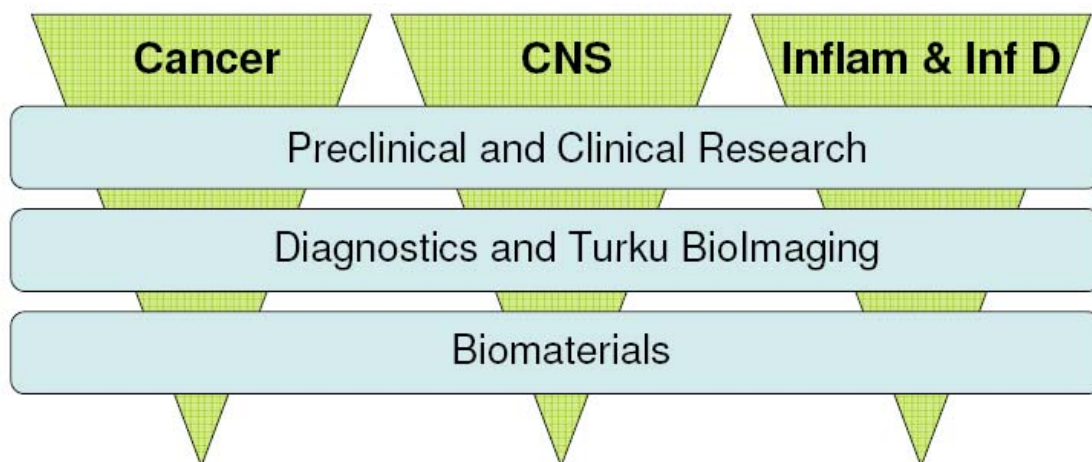 Cancer CNS Inflam & Inf D
Preclinical and Clinical Research
Diagnostics and Turku BioImaging
Biomaterials